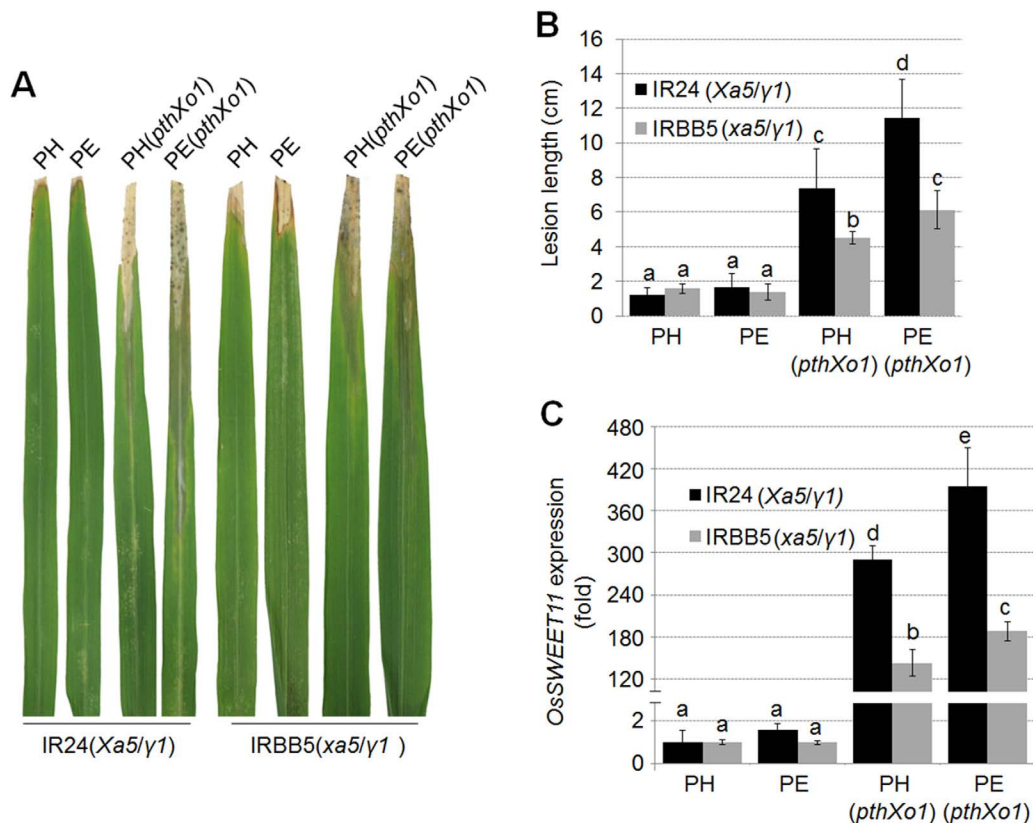 A
PH
PE
PH(pthXo1)
PE(pthXo1)
PH
PE
PH(pthXo1)
PE(pthXo1)
IR24(Xa5/γ1)
IRBB5(xa5/γ1 )
B
Lesion length (cm)
16
14
12
10
8
6
4
2
0
IR24 (Xa5/γ1)
IRBB5 (xa5/γ1)
a
a
a
a
c
b
d
c
PH
PE
PH
(pthXo1)
PE
(pthXo1)
C
OsSWEET11 expression
(fold)
480
420
360
300
240
180
120
2
0
IR24 (Xa5/γ1)
IRBB5 (xa5/γ1)
a
a
a
a
d
b
e
c
PH
PE
PH
(pthXo1)
PE
(pthXo1)